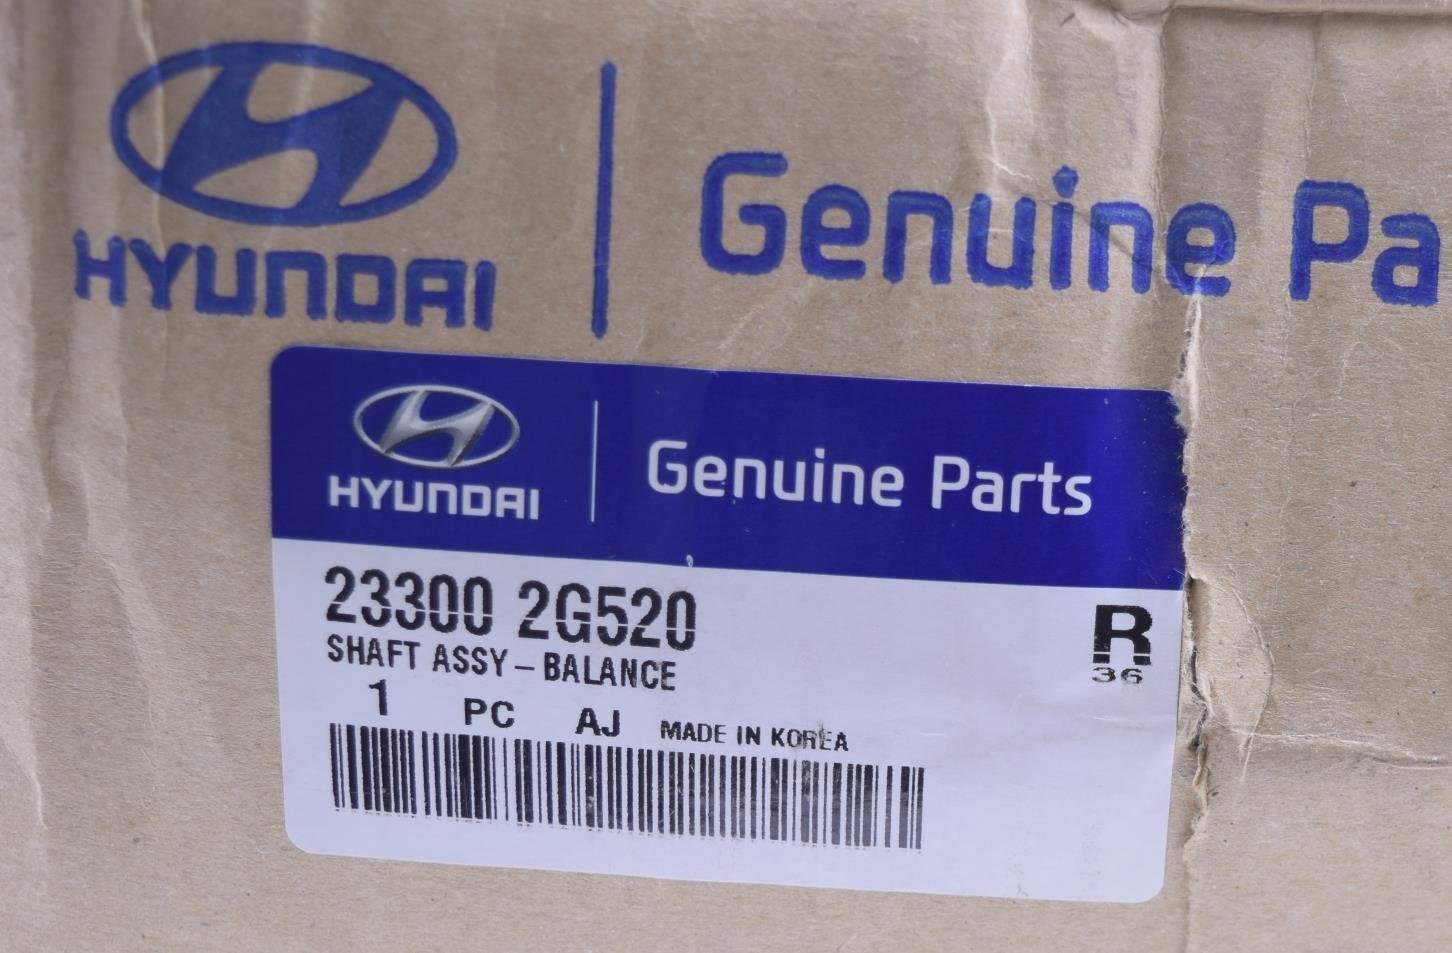 HYUNDAI
Genuine Pa
HYUNDAI
Genuine Parts
23300 2G520
SHAFT ASSY-BALANCE
R
36
1 PC AJ MADE IN KOREA